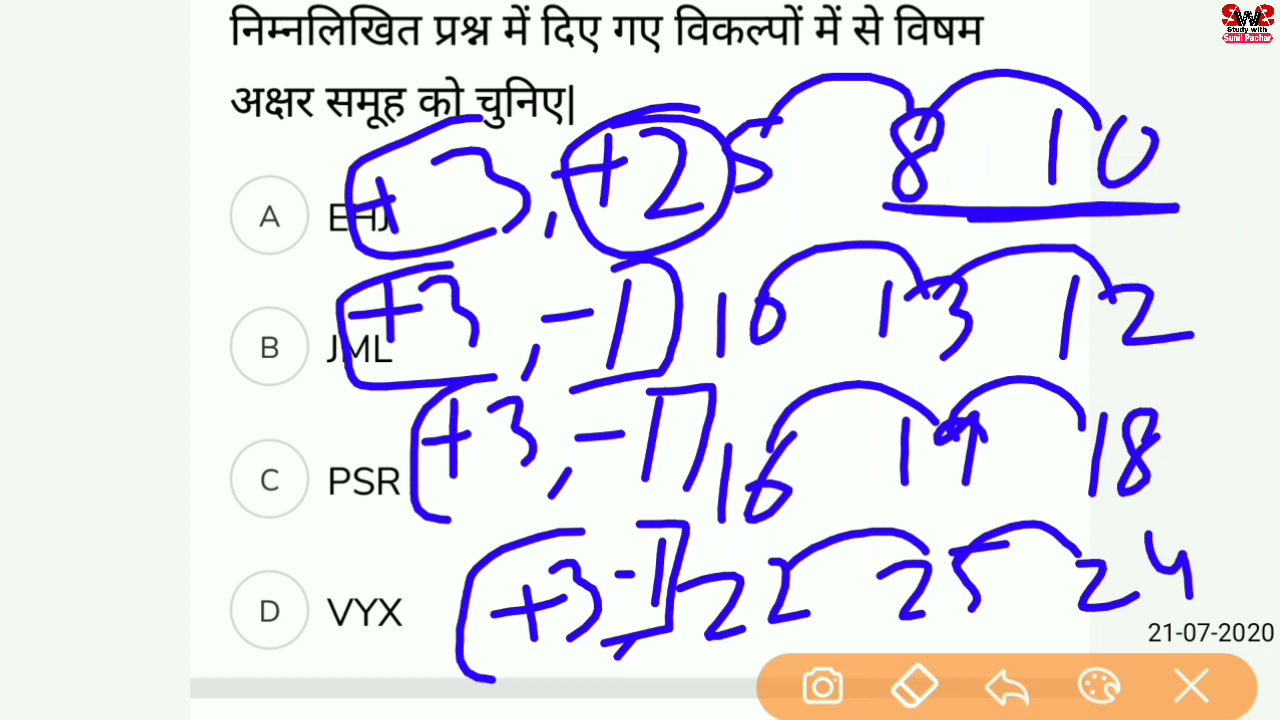 SWS
Study with
Sunil Pachar
निम्नलिखित प्रश्न में दिए गए विकल्पों में से विषम
अक्षर समूह को चुनिए|
+3, +2 5 8 10
A EHJ
+3, -1 10 13 12
B JML
+3, -1 16 19 18
C PSR
+3, -1 22 25 24
D VYX
21-07-2020